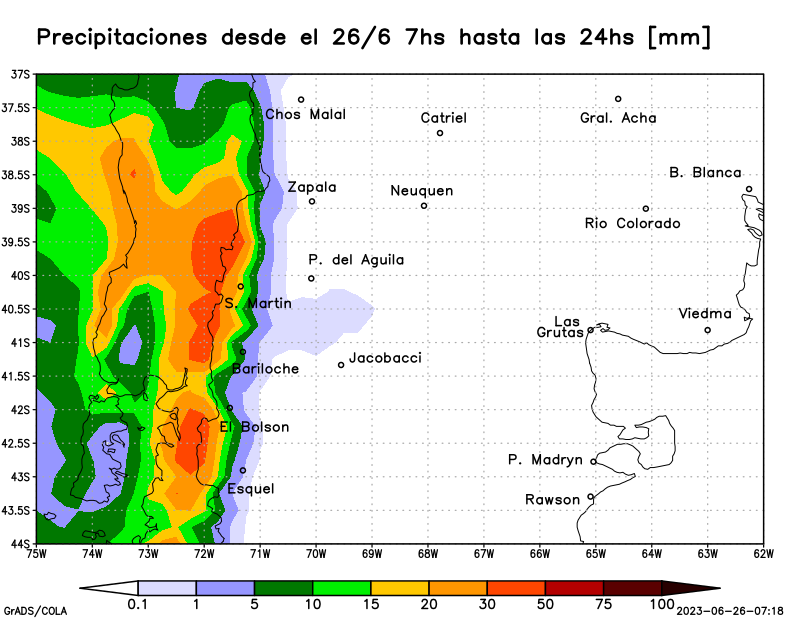 Precipitaciones desde el 26/6 7hs hasta las 24hs [mm]
37S
37.5S
38S
38.5S
39S
39.5S
40S
40.5S
41S
41.5S
42S
42.5S
43S
43.5S
44S
Chos Malal
Catriel
Gral. Acha
B. Blanca
Zapala
Neuquen
Rio Colorado
P. del Aguila
S. Martin
Viedma
Las
Grutas
Jacobacci
Bariloche
El Bolson
P. Madryn
Esquel
Rawson
75W 74W 73W 72W 71W 70W 69W 68W 67W 66W 65W 64W 63W 62W
0.1 1 5 10 15 20 30 50 75 100
GrADS/COLA
2023-06-26-07:18